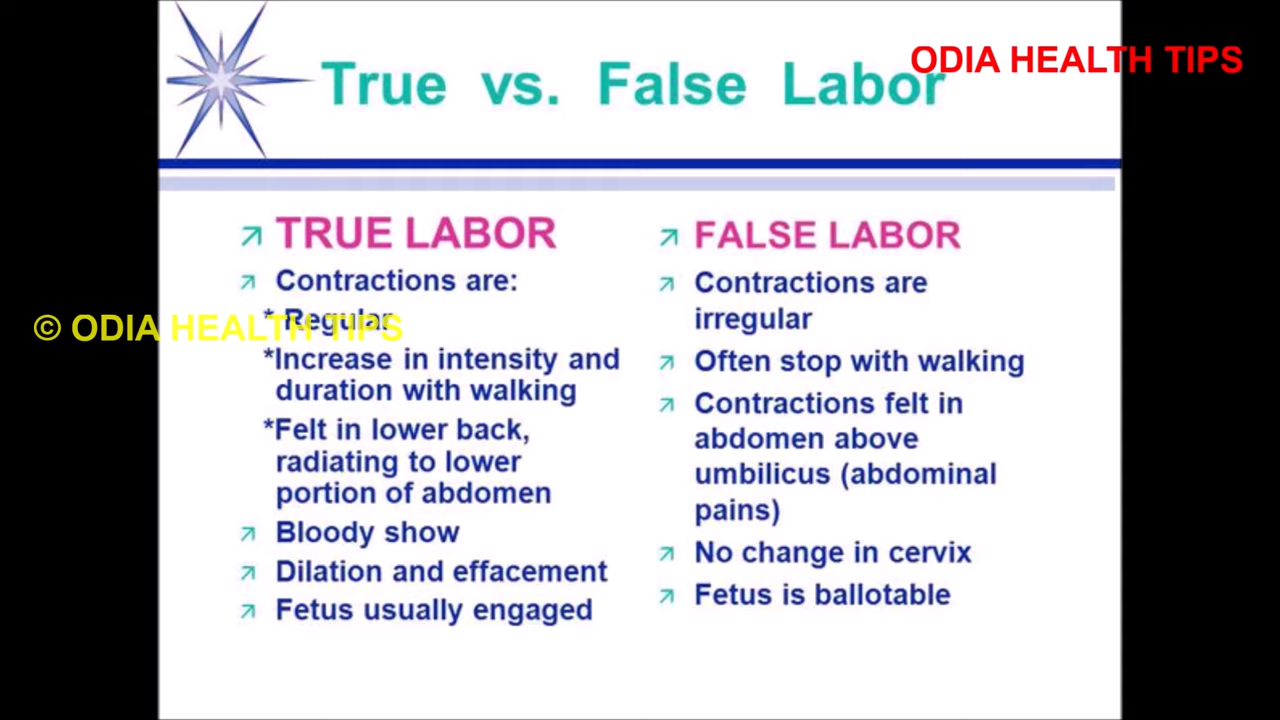 True vs. False Labor
ODIA HEALTH TIPS
TRUE LABOR
Contractions are:
* Regular
*Increase in intensity and
duration with walking
*Felt in lower back,
radiating to lower
portion of abdomen
Bloody show
Dilation and effacement
Fetus usually engaged
FALSE LABOR
Contractions are
irregular
Often stop with walking
Contractions felt in
abdomen above
umbilicus (abdominal
pains)
No change in cervix
Fetus is ballotable
© ODIA HEALTH TIPS